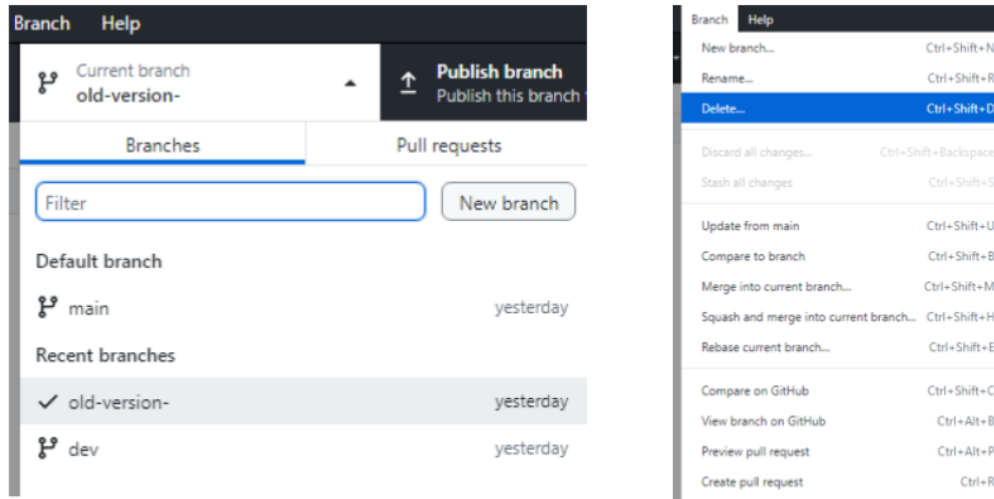 Branch Help
Current branch
old-version-
Publish branch
Publish this branch
Branches Pull requests
Filter New branch
Default branch
main yesterday
Recent branches
old-version- yesterday
dev yesterday
Branch Help
New branch... Ctrl+Shift+N
Rename... Ctrl+Shift+R
Delete... Ctrl+Shift+D
Discard all changes... Ctrl+Shift+Backspace
Stash all changes Ctrl+Shift+S
Update from main Ctrl+Shift+U
Compare to branch Ctrl+Shift+B
Merge into current branch... Ctrl+Shift+M
Squash and merge into current branch... Ctrl+Shift+H
Rebase current branch... Ctrl+Shift+E
Compare on GitHub Ctrl+Shift+C
View branch on GitHub Ctrl+Alt+B
Preview pull request Ctrl+Alt+P
Create pull request Ctrl+R